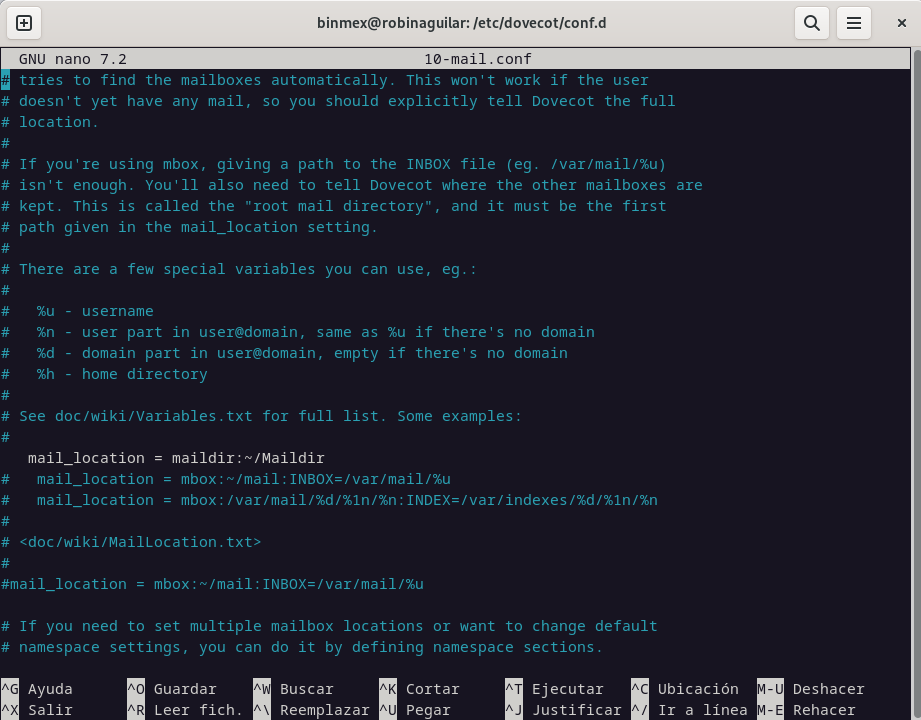 binmex@robinaguilar: /etc/dovecot/conf.d
GNU nano 7.2 10-mail.conf
# tries to find the mailboxes automatically. This won't work if the user
# doesn't yet have any mail, so you should explicitly tell Dovecot the full
# location.
#
# If you're using mbox, giving a path to the INBOX file (eg. /var/mail/%u)
# isn't enough. You'll also need to tell Dovecot where the other mailboxes are
# kept. This is called the "root mail directory", and it must be the first
# path given in the mail_location setting.
#
# There are a few special variables you can use, eg.:
#
#   %u - username
#   %n - user part in user@domain, same as %u if there's no domain
#   %d - domain part in user@domain, empty if there's no domain
#   %h - home directory
#
# See doc/wiki/Variables.txt for full list. Some examples:
#
   mail_location = maildir:~/Maildir
#   mail_location = mbox:~/mail:INBOX=/var/mail/%u
#   mail_location = mbox:/var/mail/%d/%1n/%n:INDEX=/var/indexes/%d/%1n/%n
#
# <doc/wiki/MailLocation.txt>
#
#mail_location = mbox:~/mail:INBOX=/var/mail/%u
# If you need to set multiple mailbox locations or want to change default
# namespace settings, you can do it by defining namespace sections.
^G Ayuda ^O Guardar ^W Buscar ^K Cortar ^T Ejecutar ^C Ubicación M-U Deshacer
^X Salir ^R Leer fich. ^\ Reemplazar ^U Pegar ^J Justificar ^/ Ir a línea M-E Rehacer